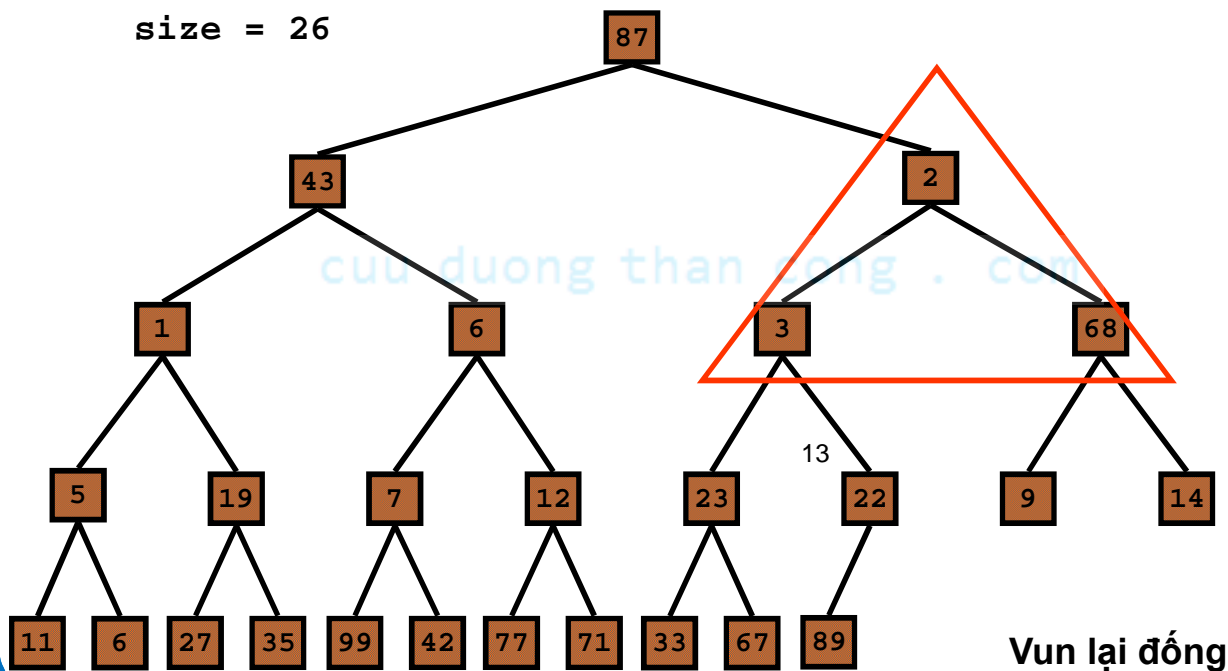 size = 26
87
43 2
cuu duong than cong . com
1 6 3 68
13
5 19 7 12 23 22 9 14
11 6 27 35 99 42 77 71 33 67 89
Vun lại đống